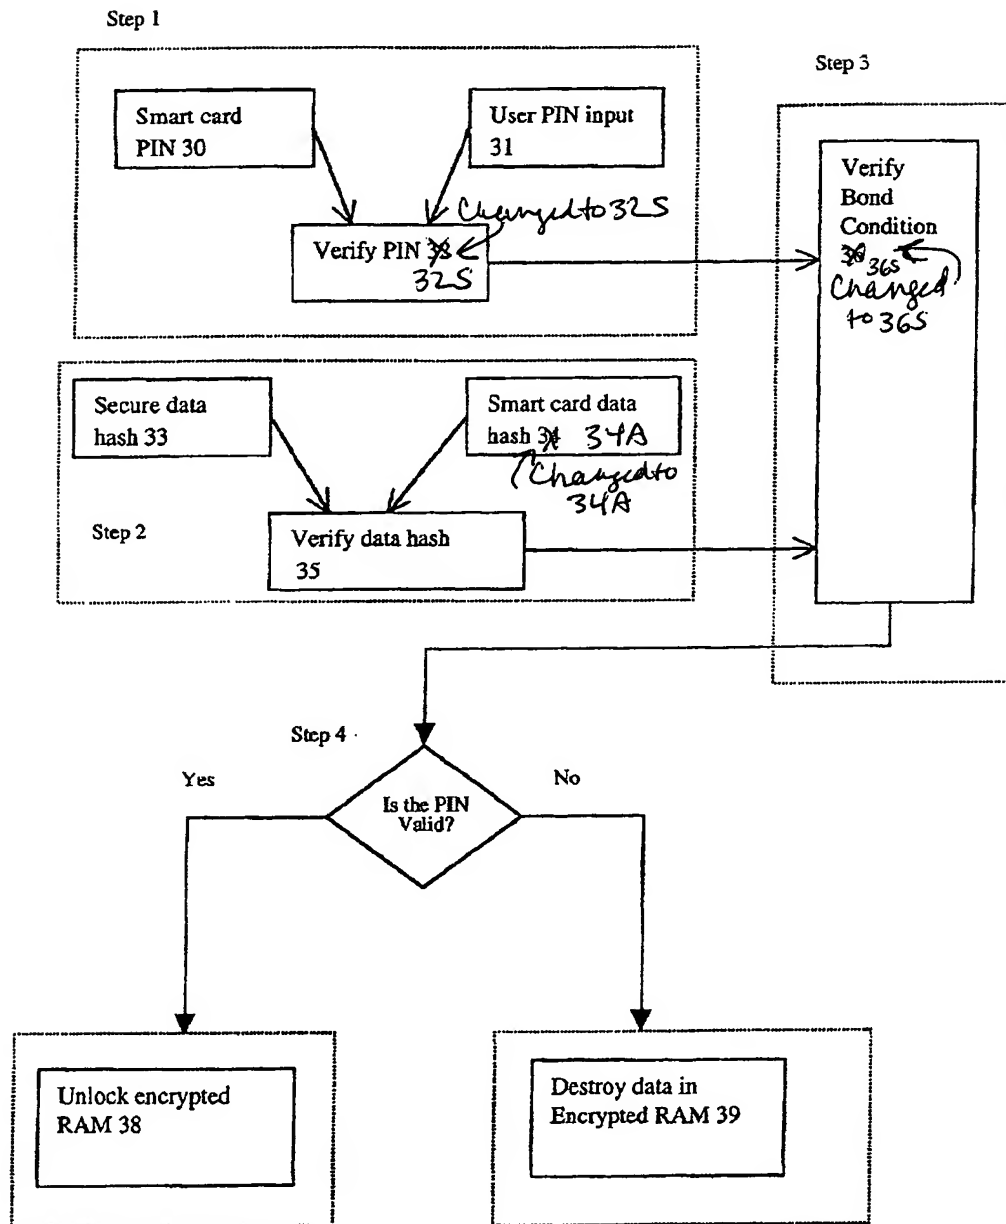 Step 1
Step 3
Smart card
PIN 30
User PIN input
31
Changed to 32S
Verify PIN
32S
Verify
Bond
Condition
36S
Changed
to 36S
Secure data
hash 33
Smart card data
hash 34 34A
Changed to
34A
Step 2
Verify data hash
35
Step 4
Yes
No
Is the PIN
Valid?
Unlock encrypted
RAM 38
Destroy data in
Encrypted RAM 39